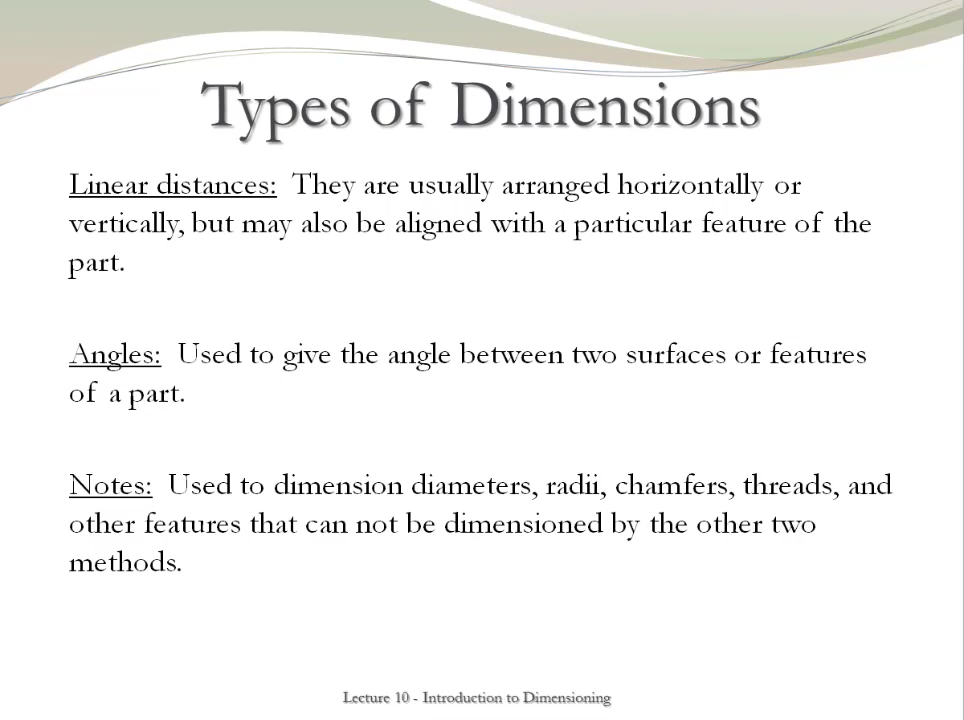 Types of Dimensions
Linear distances: They are usually arranged horizontally or
vertically, but may also be aligned with a particular feature of the
part.
Angles: Used to give the angle between two surfaces or features
of a part.
Notes: Used to dimension diameters, radii, chamfers, threads, and
other features that can not be dimensioned by the other two
methods.
Lecture 10 - Introduction to Dimensioning